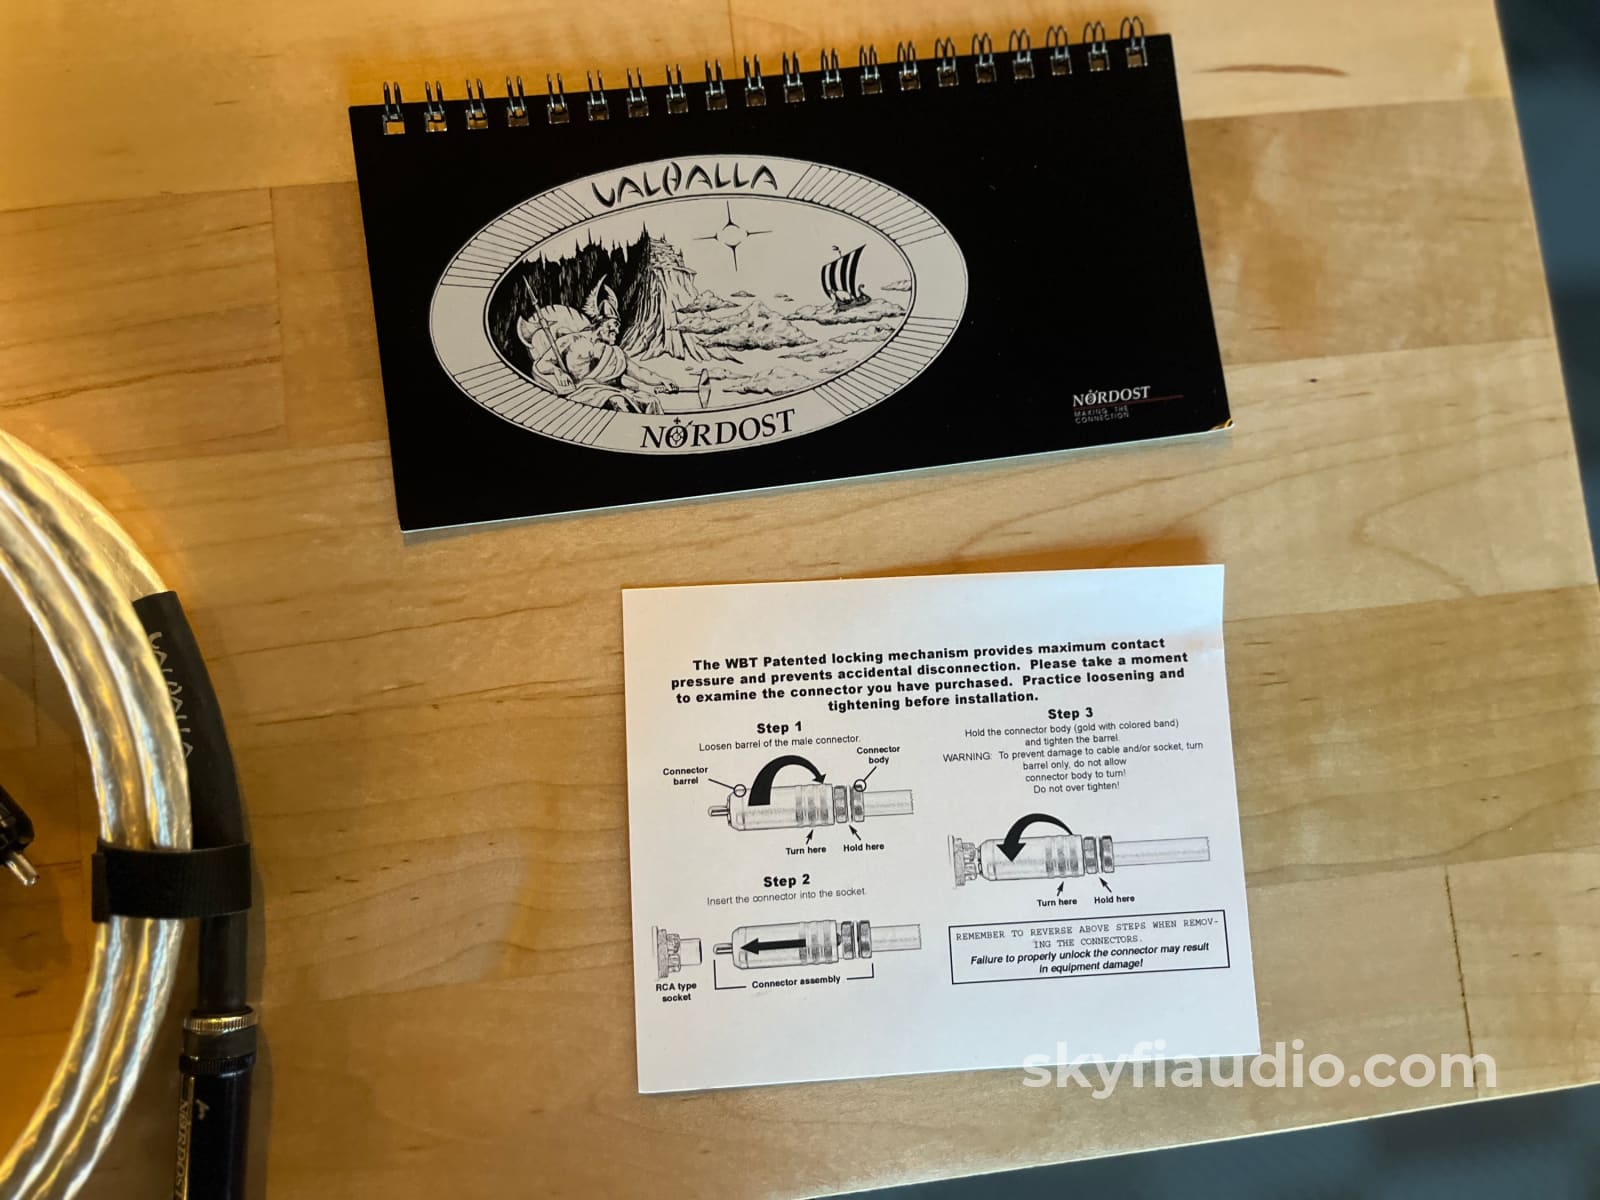 VALHALLA
NORDOST
NORDOST
MAKING THE
CONNECTION
VALHALLA
The WBT Patented locking mechanism provides maximum contact
pressure and prevents accidental disconnection. Please take a moment
to examine the connector you have purchased. Practice loosening and
tightening before installation.
Step 1
Loosen barrel of the male connector.
Connector
barrel
Connector
body
Turn here
Hold here
Step 2
Insert the connector into the socket.
RCA type
socket
Connector assembly
Step 3
Hold the connector body (gold with colored band)
and tighten the barrel.
WARNING: To prevent damage to cable and/or socket, turn
barrel only, do not allow
connector body to turn!
Do not over tighten!
Turn here
Hold here
REMEMBER TO REVERSE ABOVE STEPS WHEN REMOV-
ING THE CONNECTORS.
Failure to properly unlock the connector may result
in equipment damage!
for
NORDOST
skyfiaudio.com